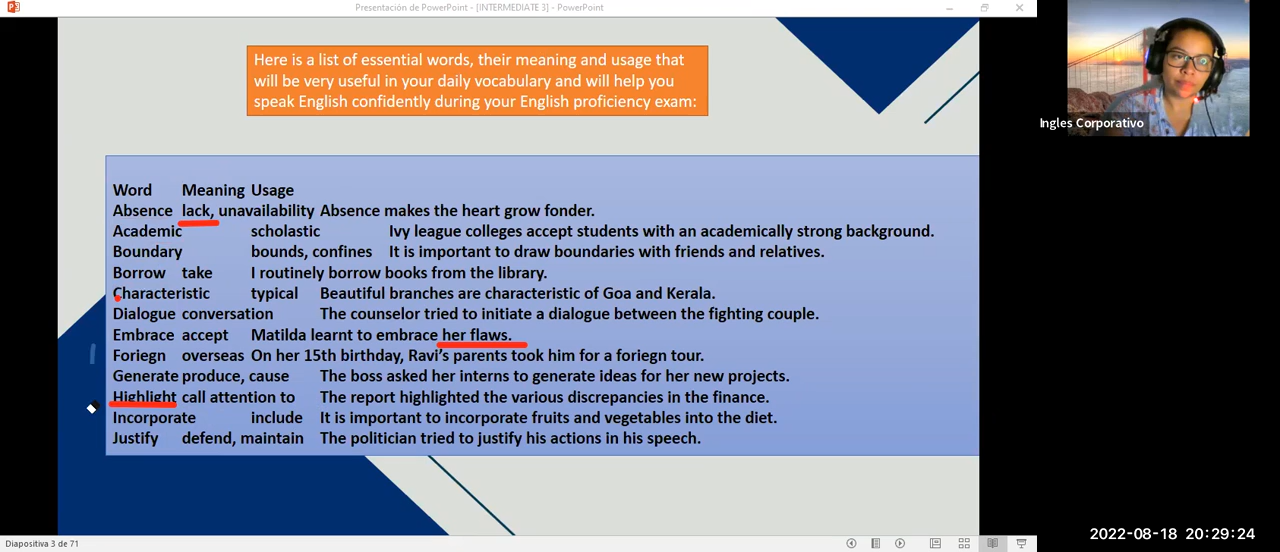 Presentación de PowerPoint - [INTERMEDIATE 3] - PowerPoint
Here is a list of essential words, their meaning and usage that
will be very useful in your daily vocabulary and will help you
speak English confidently during your English proficiency exam:
Ingles Corporativo
Word Meaning Usage
Absence lack, unavailability Absence makes the heart grow fonder.
Academic scholastic Ivy league colleges accept students with an academically strong background.
Boundary bounds, confines It is important to draw boundaries with friends and relatives.
Borrow take I routinely borrow books from the library.
Characteristic typical Beautiful branches are characteristic of Goa and Kerala.
Dialogue conversation The counselor tried to initiate a dialogue between the fighting couple.
Embrace accept Matilda learnt to embrace her flaws.
Foriegn overseas On her 15th birthday, Ravi's parents took him for a foriegn tour.
Generate produce, cause The boss asked her interns to generate ideas for her new projects.
Highlight call attention to The report highlighted the various discrepancies in the finance.
Incorporate include It is important to incorporate fruits and vegetables into the diet.
Justify defend, maintain The politician tried to justify his actions in his speech.
Diapositiva 3 de 71
2022-08-18 20:29:24